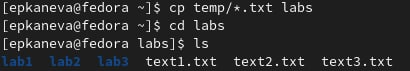 [epkaneva@fedora ~]$ cp temp/*.txt labs
[epkaneva@fedora ~]$ cd labs
[epkaneva@fedora labs]$ ls
lab1 lab2 lab3 text1.txt text2.txt text3.txt